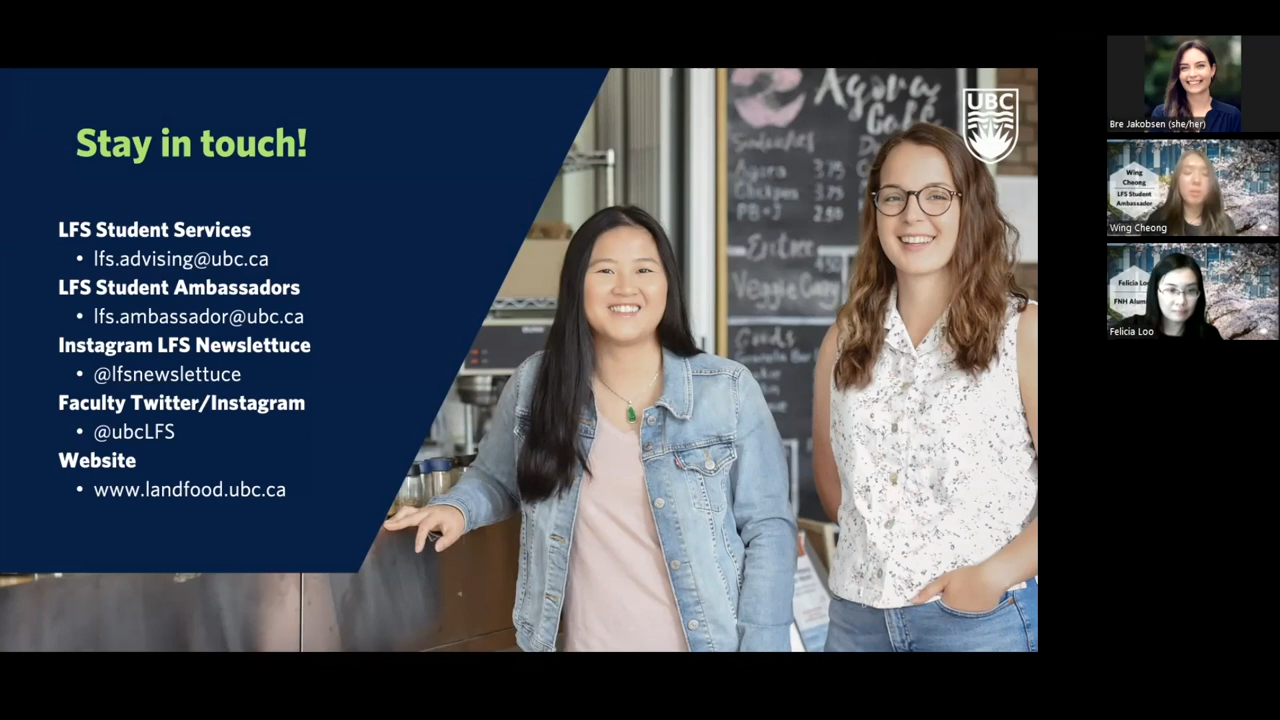 Stay in touch!
LFS Student Services
• lfs.advising@ubc.ca
LFS Student Ambassadors
• lfs.ambassador@ubc.ca
Instagram LFS Newslettuce
• @lfsnewslettuce
Faculty Twitter/Instagram
• @ubcLFS
Website
• www.landfood.ubc.ca
UBC
Agora
Café
Agora 3.75
Chickpea 3.75
PB+J 2.50
Entree
Veggie Curry
Goods
Bre Jakobsen (she/her)
Wing
Cheong
LFS Student
Ambassador
Wing Cheong
Felicia Loo
FNH Alum
Felicia Loo